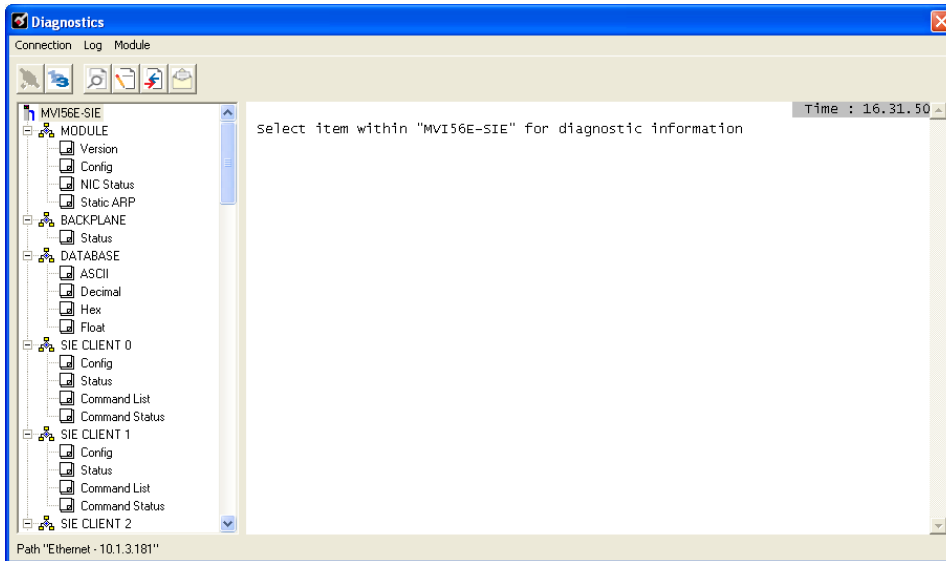 Diagnostics
Connection Log Module
MVI56E-SIE
MODULE
Version
Config
NIC Status
Static ARP
BACKPLANE
Status
DATABASE
ASCII
Decimal
Hex
Float
SIE CLIENT 0
Config
Status
Command List
Command Status
SIE CLIENT 1
Config
Status
Command List
Command Status
SIE CLIENT 2
Time : 16.31.50
Select item within "MVI56E-SIE" for diagnostic information
Path "Ethernet - 10.1.3.181"